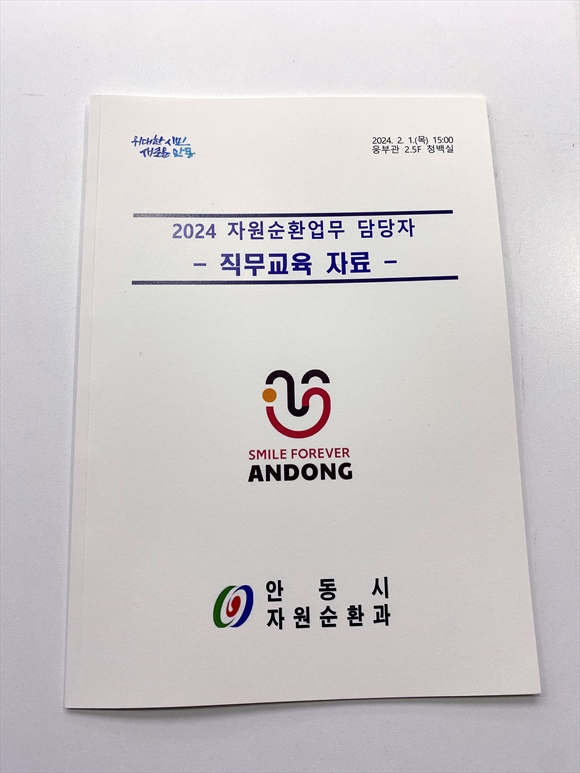 위대한 시민
새로운 안동
2024. 2. 1.(목) 15:00
웅부관 2.5F 청백실
2024 자원순환업무 담당자
- 직무교육 자료 -
SMILE FOREVER
ANDONG
안 동 시
자원순환과